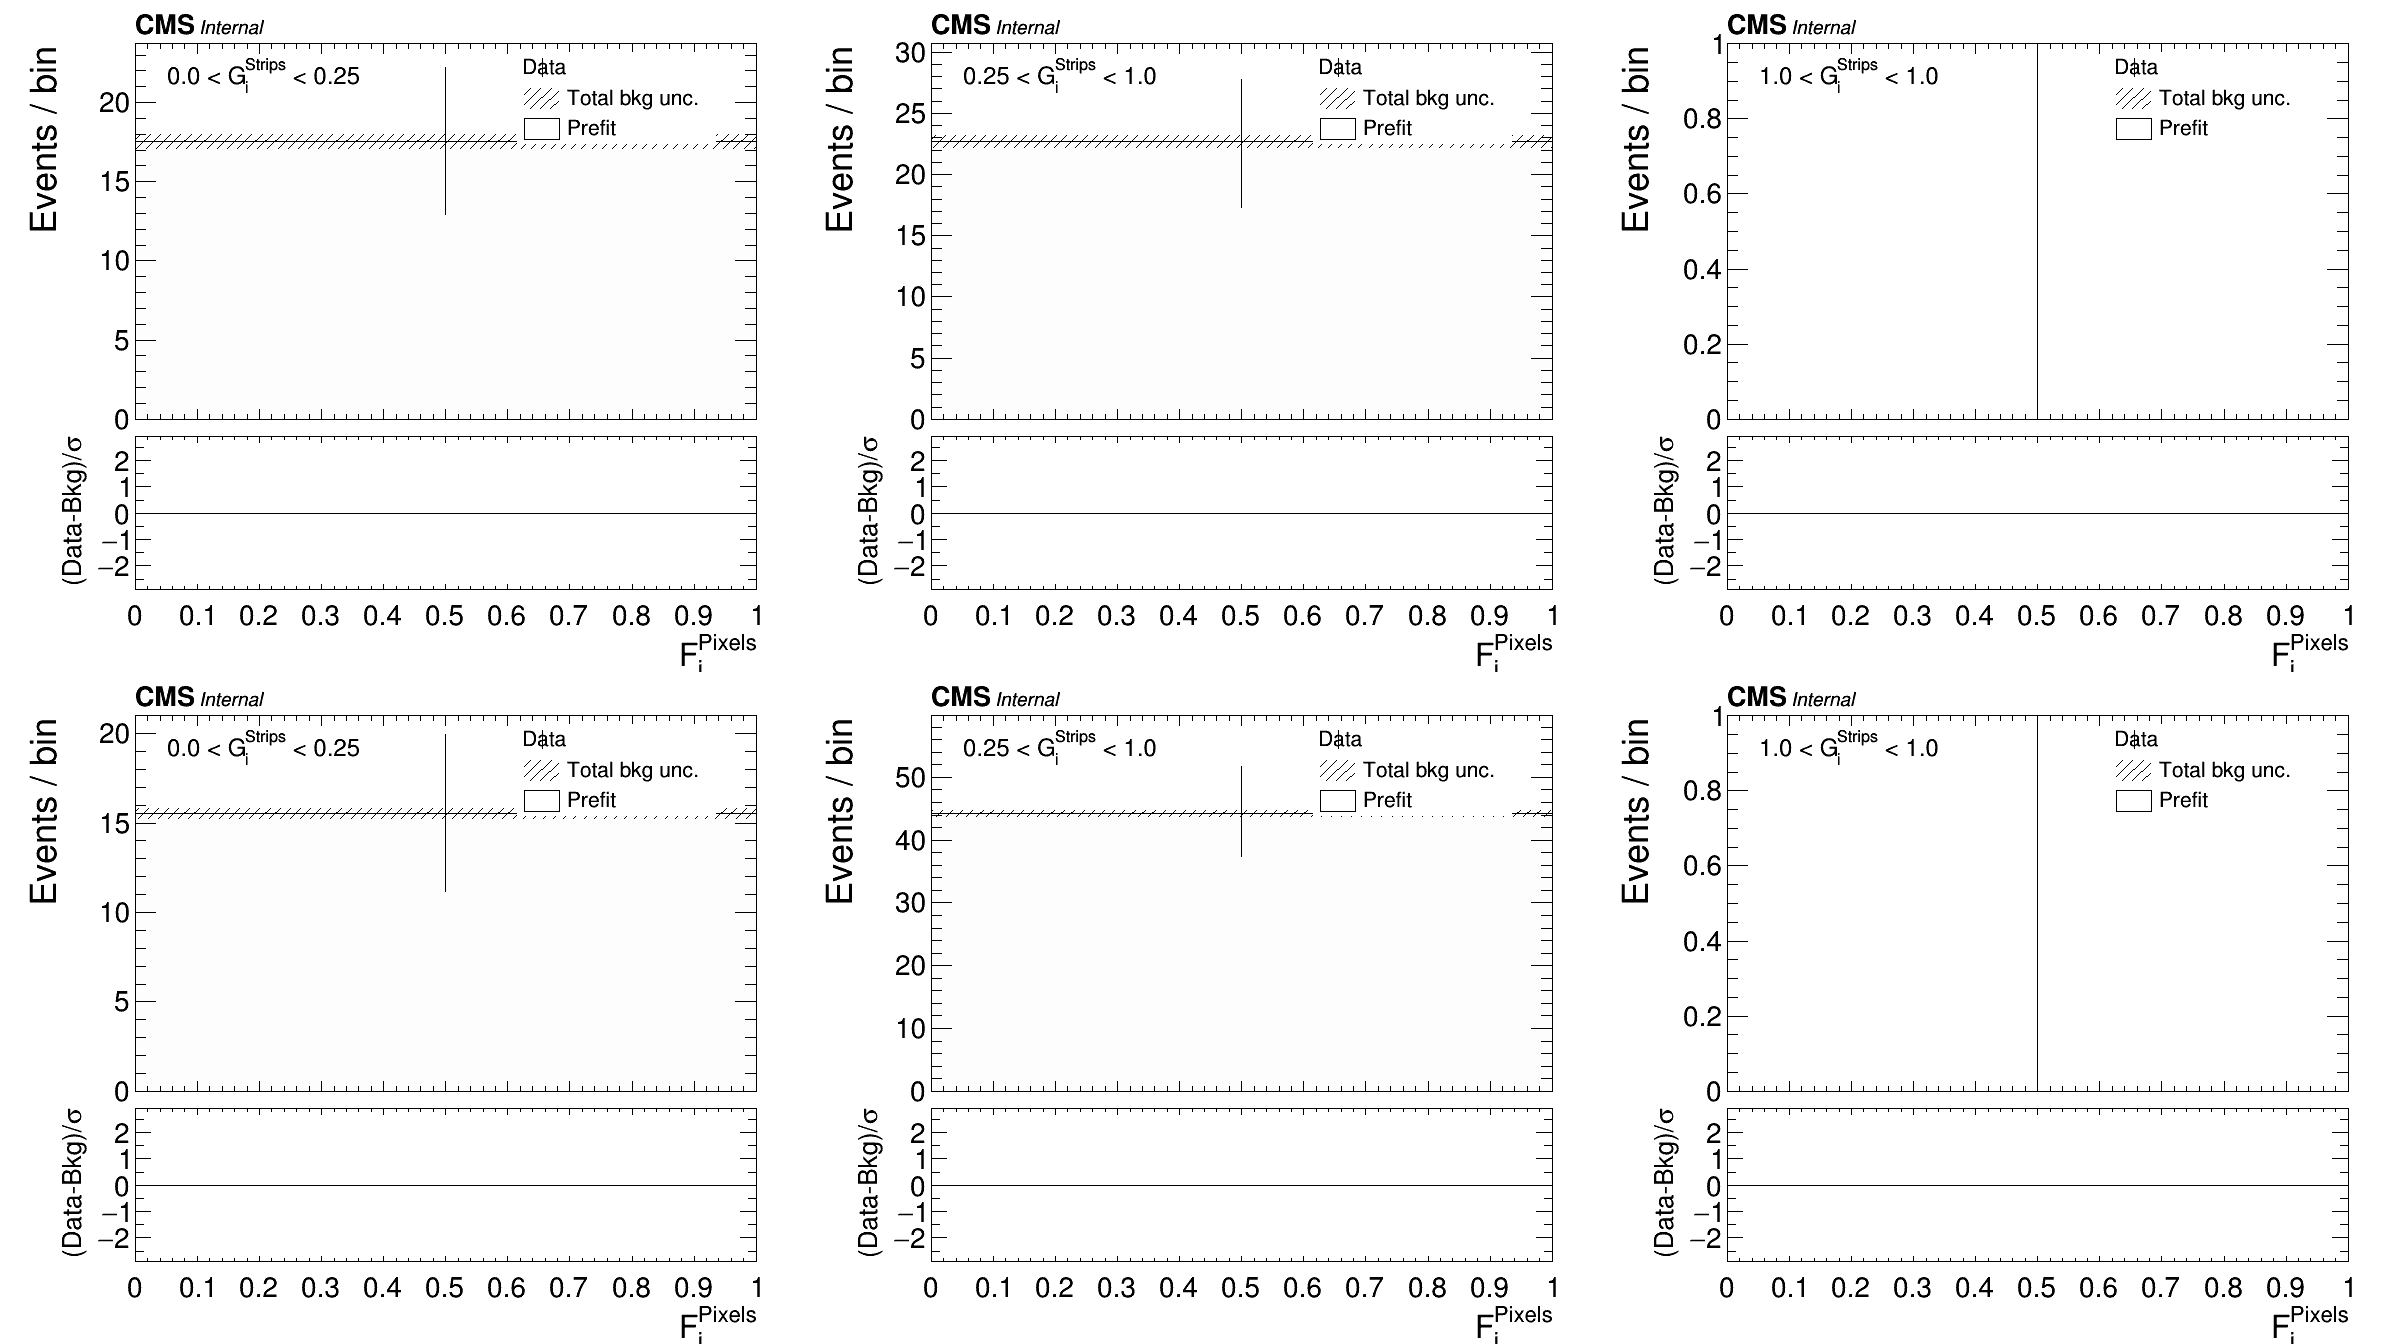 CMS Internal
Events / bin
0.0 < G_i^Strips < 0.25
Data
Total bkg unc.
Prefit
20
15
10
5
0
(Data-Bkg)/σ
2
1
0
−1
−2
0 0.1 0.2 0.3 0.4 0.5 0.6 0.7 0.8 0.9 1
F_i^Pixels
CMS Internal
Events / bin
0.25 < G_i^Strips < 1.0
Data
Total bkg unc.
Prefit
30
25
20
15
10
5
0
(Data-Bkg)/σ
2
1
0
−1
−2
0 0.1 0.2 0.3 0.4 0.5 0.6 0.7 0.8 0.9 1
F_i^Pixels
CMS Internal
Events / bin
1.0 < G_i^Strips < 1.0
Data
Total bkg unc.
Prefit
1
0.8
0.6
0.4
0.2
0
(Data-Bkg)/σ
2
1
0
−1
−2
0 0.1 0.2 0.3 0.4 0.5 0.6 0.7 0.8 0.9 1
F_i^Pixels
CMS Internal
Events / bin
0.0 < G_i^Strips < 0.25
Data
Total bkg unc.
Prefit
20
15
10
5
0
(Data-Bkg)/σ
2
1
0
−1
−2
0 0.1 0.2 0.3 0.4 0.5 0.6 0.7 0.8 0.9 1
F_i^Pixels
CMS Internal
Events / bin
0.25 < G_i^Strips < 1.0
Data
Total bkg unc.
Prefit
50
40
30
20
10
0
(Data-Bkg)/σ
2
1
0
−1
−2
0 0.1 0.2 0.3 0.4 0.5 0.6 0.7 0.8 0.9 1
F_i^Pixels
CMS Internal
Events / bin
1.0 < G_i^Strips < 1.0
Data
Total bkg unc.
Prefit
1
0.8
0.6
0.4
0.2
0
(Data-Bkg)/σ
2
1
0
−1
−2
0 0.1 0.2 0.3 0.4 0.5 0.6 0.7 0.8 0.9 1
F_i^Pixels